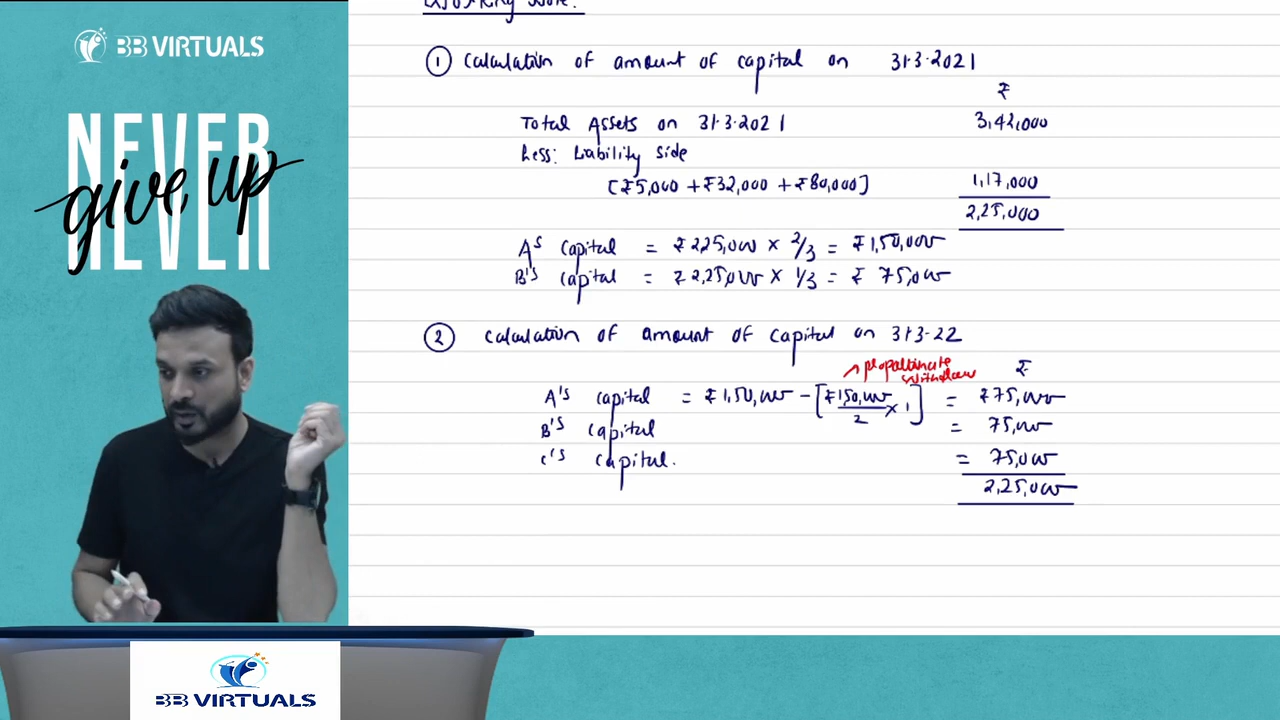 BB VIRTUALS
NEVER
give up
NEVER
Working Note:
① Calculation of amount of capital on 31.3.2021
₹
Total Assets on 31.3.2021 3,42,000
Less: Liability side
[₹5,000 + ₹32,000 + ₹80,000] 1,17,000
2,25,000
A's capital = ₹2,25,000 × 2/3 = ₹1,50,000
B's capital = ₹2,25,000 × 1/3 = ₹ 75,000
② Calculation of amount of capital on 31.3.22
propationate
withdraw
₹
A's capital = ₹1,50,000 - [₹150,000/2 × 1] = ₹75,000
B's capital = 75,000
C's capital. = 75,000
2,25,000
BB VIRTUALS